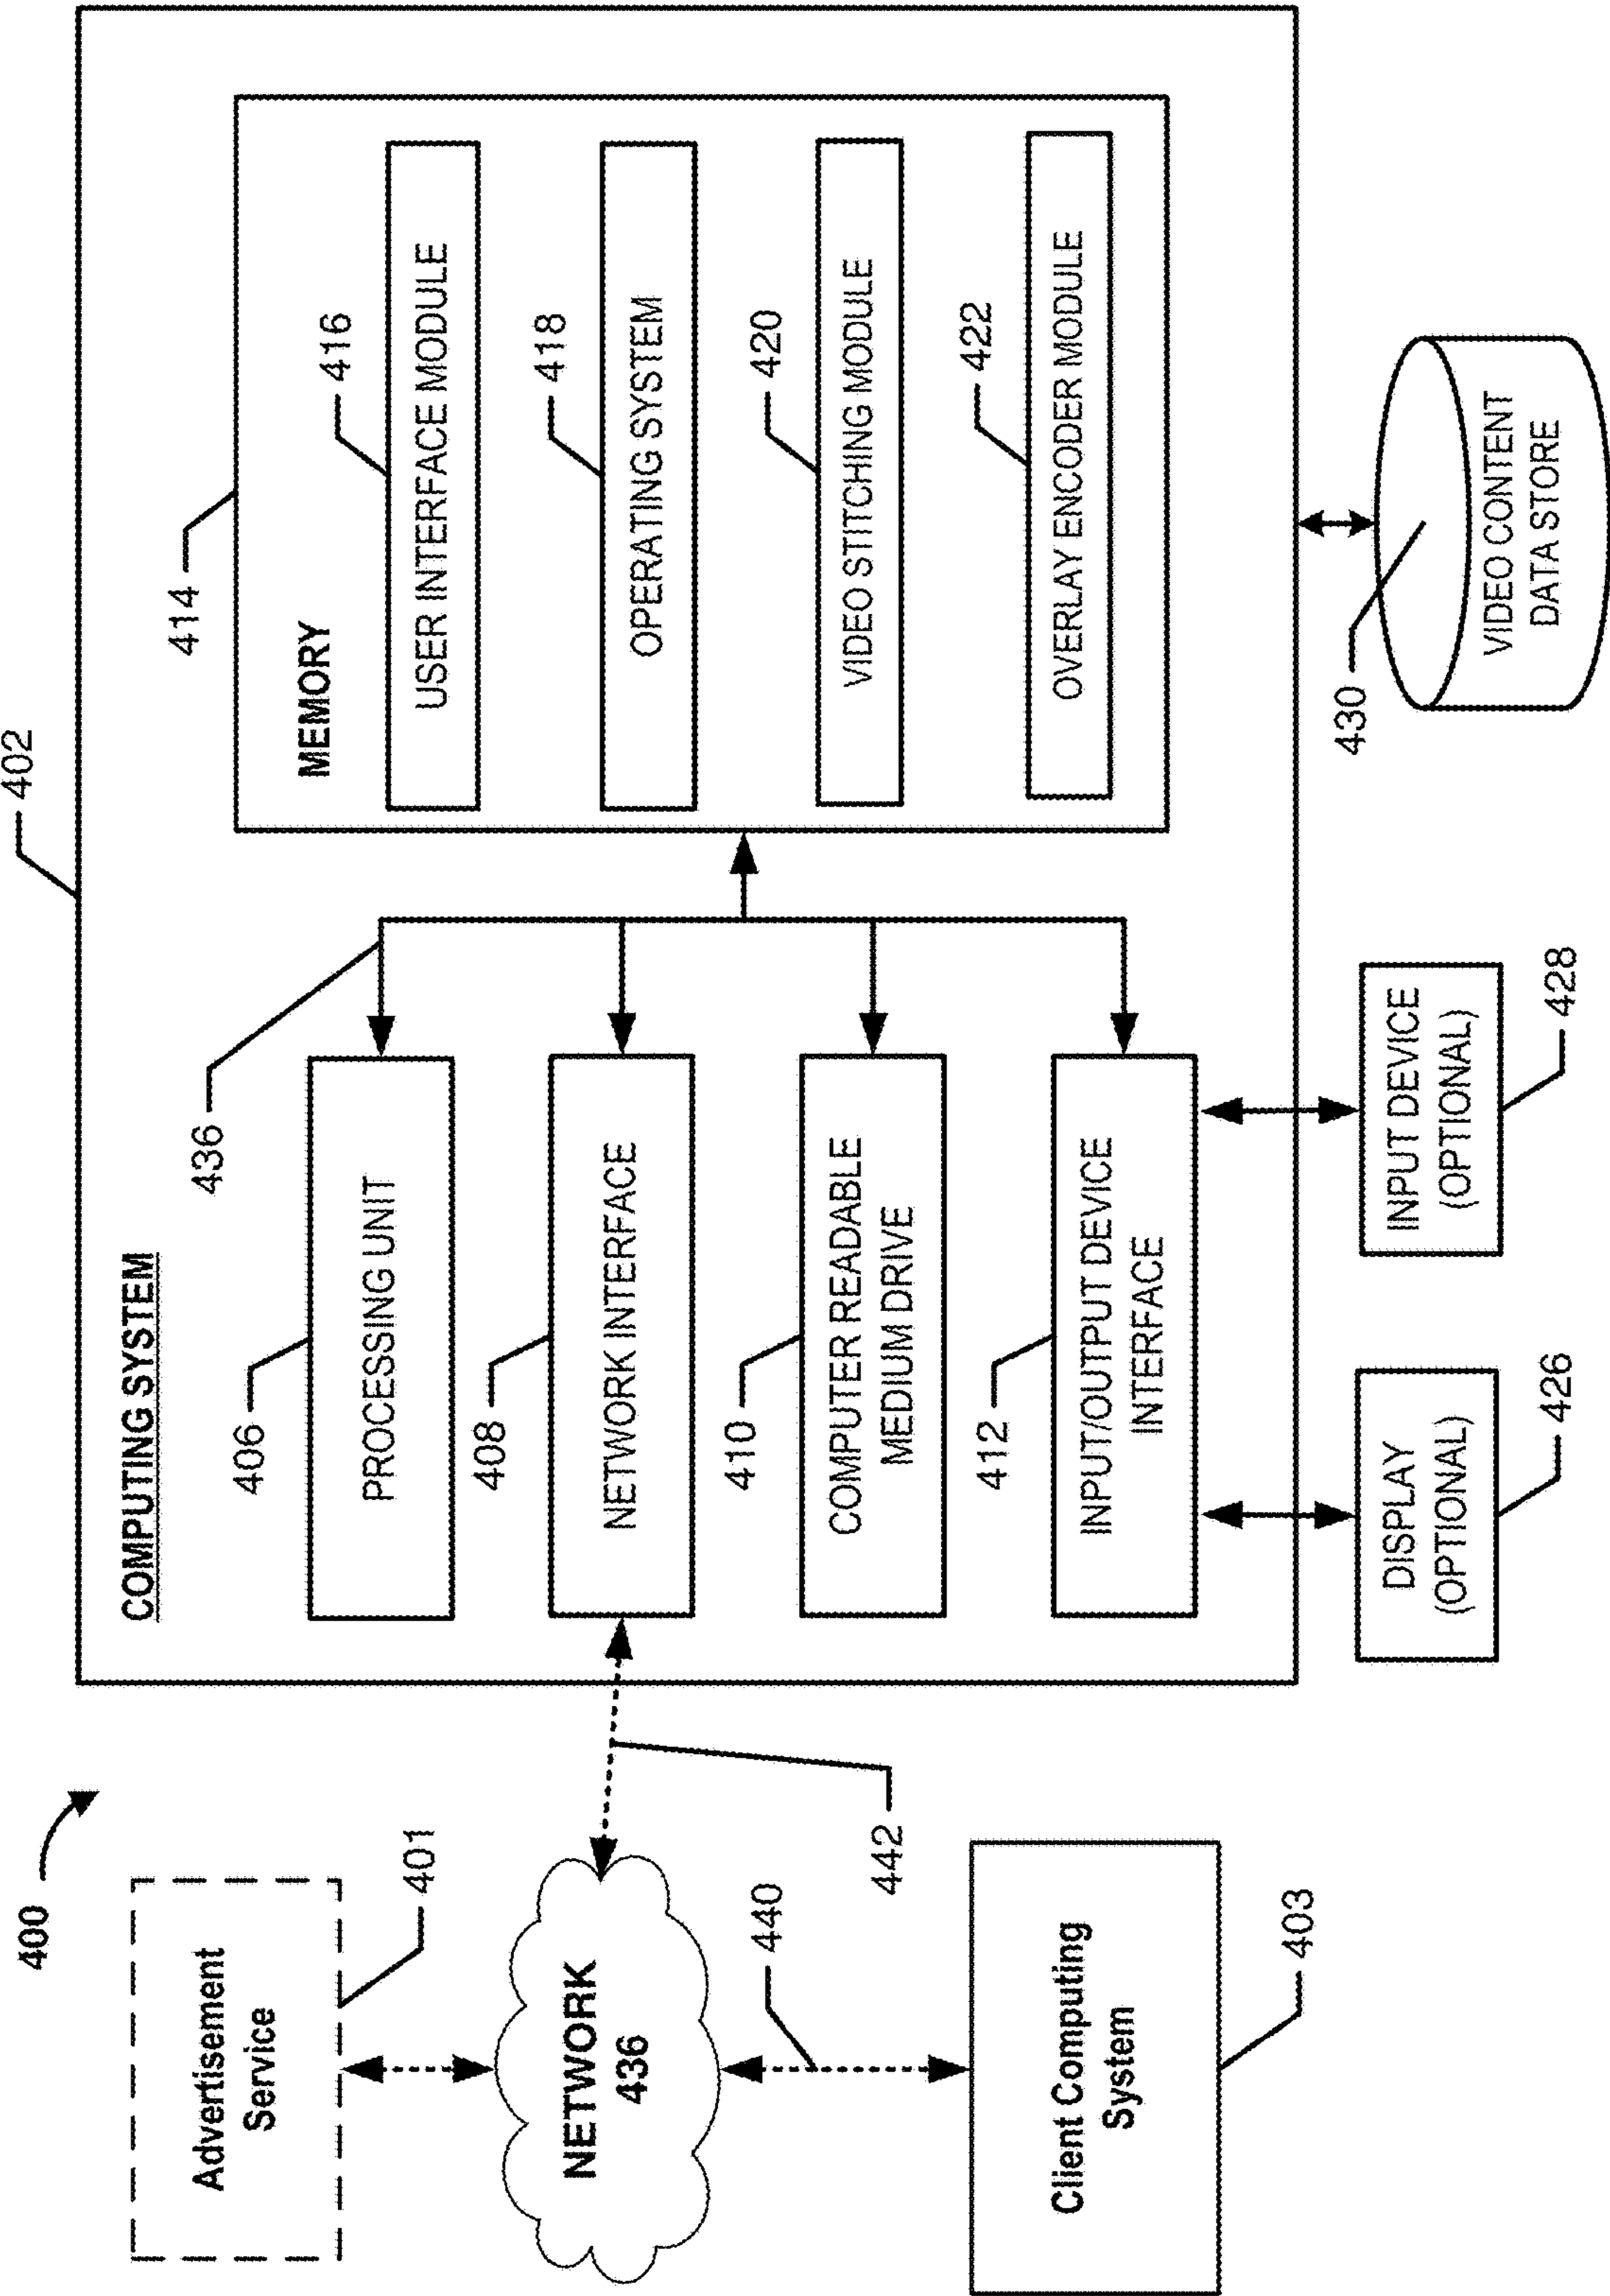 400
402
COMPUTING SYSTEM
414
MEMORY
436
406
PROCESSING UNIT
416
USER INTERFACE MODULE
408
NETWORK INTERFACE
418
OPERATING SYSTEM
410
COMPUTER READABLE
MEDIUM DRIVE
420
VIDEO STITCHING MODULE
412
INPUT/OUTPUT DEVICE
INTERFACE
422
OVERLAY ENCODER MODULE
Advertisement
Service
401
NETWORK
436
442
440
Client Computing
System
403
DISPLAY
(OPTIONAL)
426
INPUT DEVICE
(OPTIONAL)
428
430
VIDEO CONTENT
DATA STORE